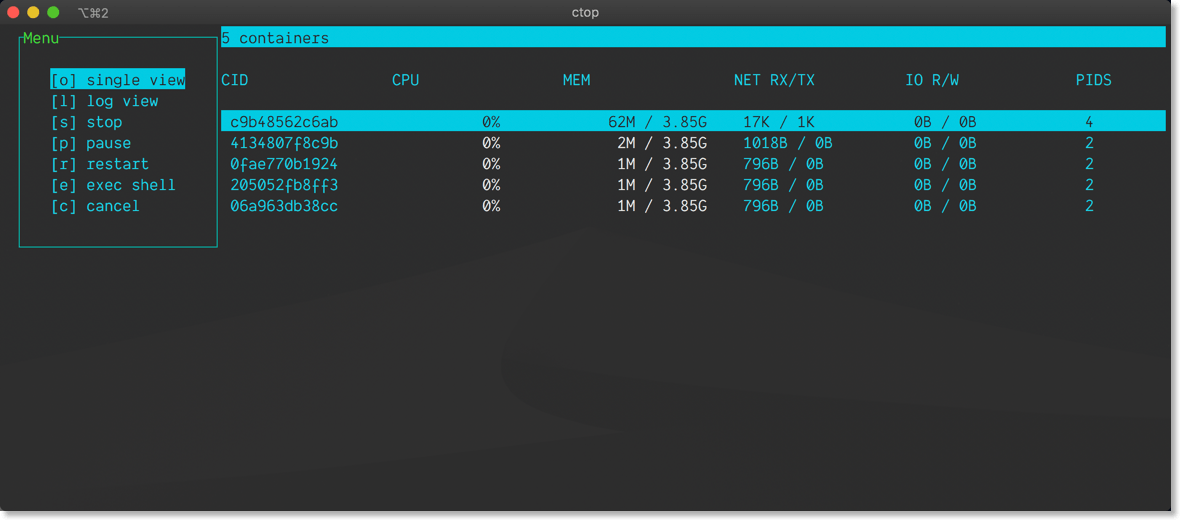 ⌥⌘2 ctop
Menu
5 containers
[o] single view
[l] log view
[s] stop
[p] pause
[r] restart
[e] exec shell
[c] cancel
CID CPU MEM NET RX/TX IO R/W PIDS
c9b48562c6ab 0% 62M / 3.85G 17K / 1K 0B / 0B 4
4134807f8c9b 0% 2M / 3.85G 1018B / 0B 0B / 0B 2
0fae770b1924 0% 1M / 3.85G 796B / 0B 0B / 0B 2
205052fb8ff3 0% 1M / 3.85G 796B / 0B 0B / 0B 2
06a963db38cc 0% 1M / 3.85G 796B / 0B 0B / 0B 2